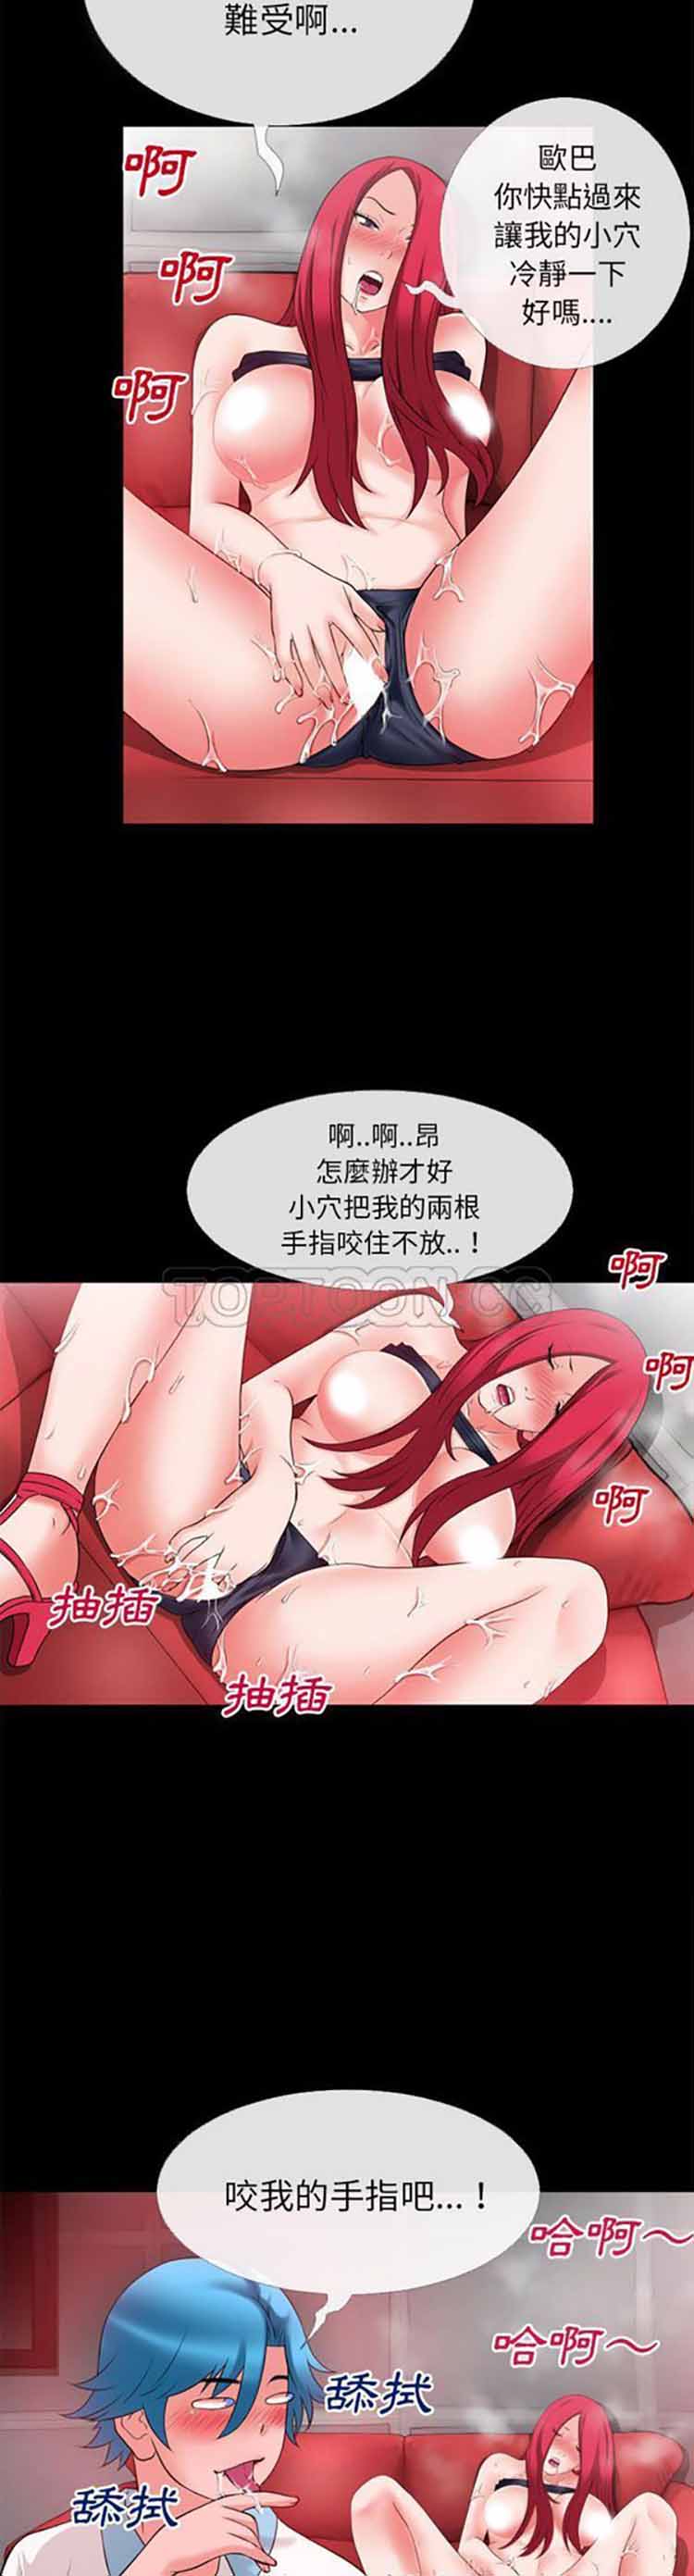 難受啊...
歐巴
你快點過來
讓我的小穴
冷靜一下
好嗎....
啊
啊
啊
啊..啊..昂
怎麼辦才好
小穴把我的兩根
手指咬住不放..！
TOPTOON.CC
啊
啊
啊
抽插
抽插
咬我的手指吧...！
哈啊～
哈啊～
舔拭
舔拭